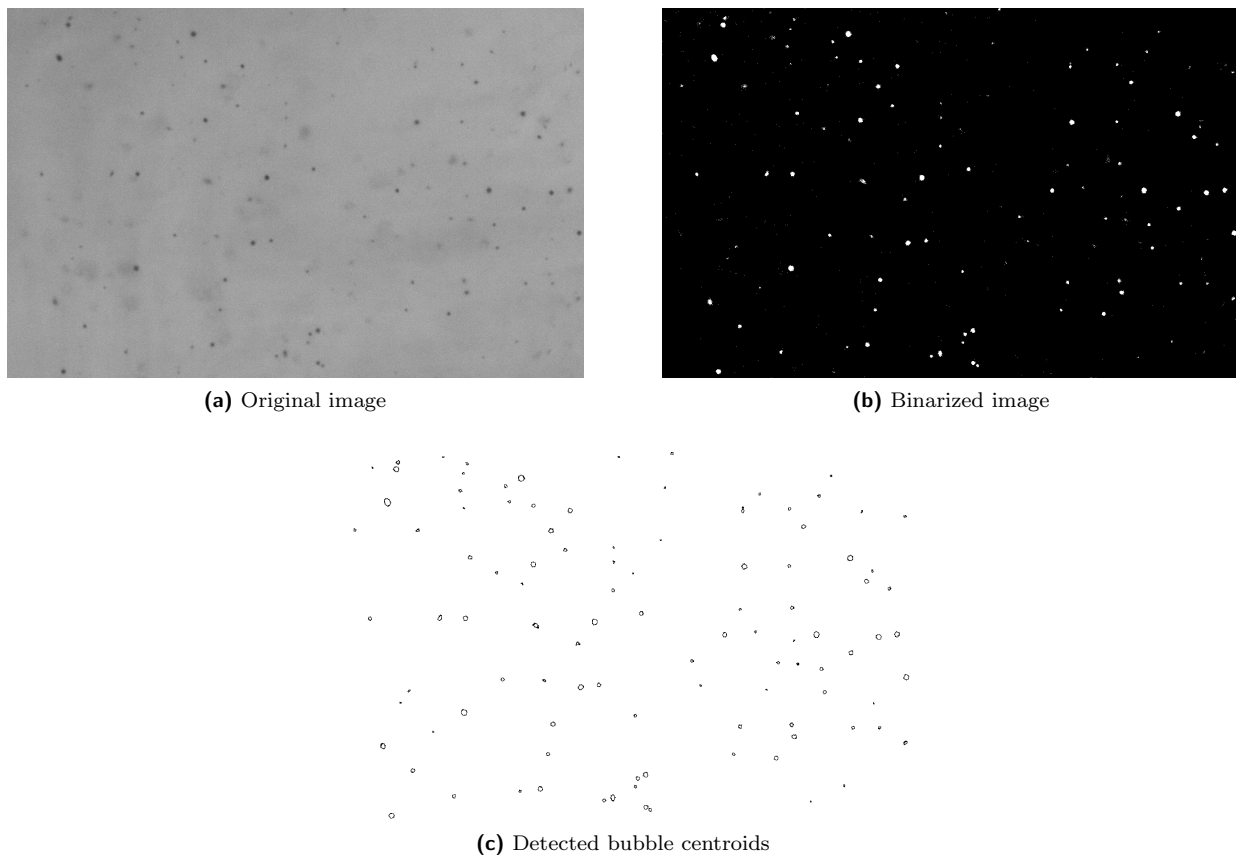 (a) Original image
(b) Binarized image
(c) Detected bubble centroids